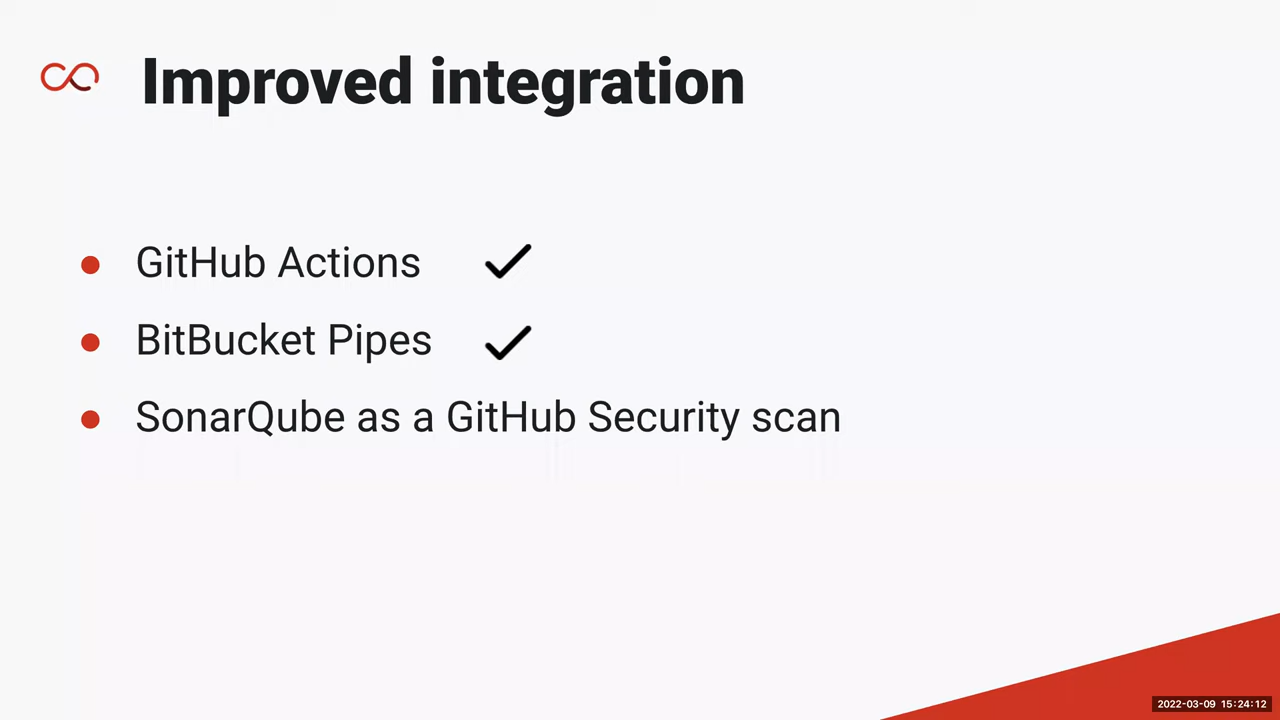 Improved integration
GitHub Actions
BitBucket Pipes
SonarQube as a GitHub Security scan
2022-03-09 15:24:12